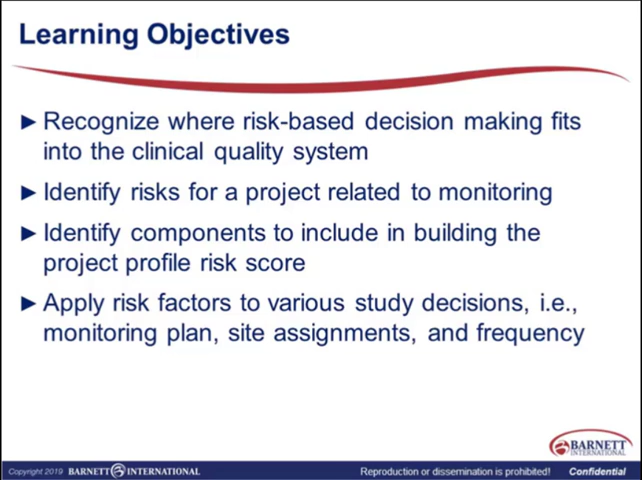 Learning Objectives
►Recognize where risk-based decision making fits
into the clinical quality system
►Identify risks for a project related to monitoring
►Identify components to include in building the
project profile risk score
►Apply risk factors to various study decisions, i.e.,
monitoring plan, site assignments, and frequency
BARNETT
INTERNATIONAL
Copyright 2019 BARNETT INTERNATIONAL Reproduction or dissemination is prohibited! Confidential